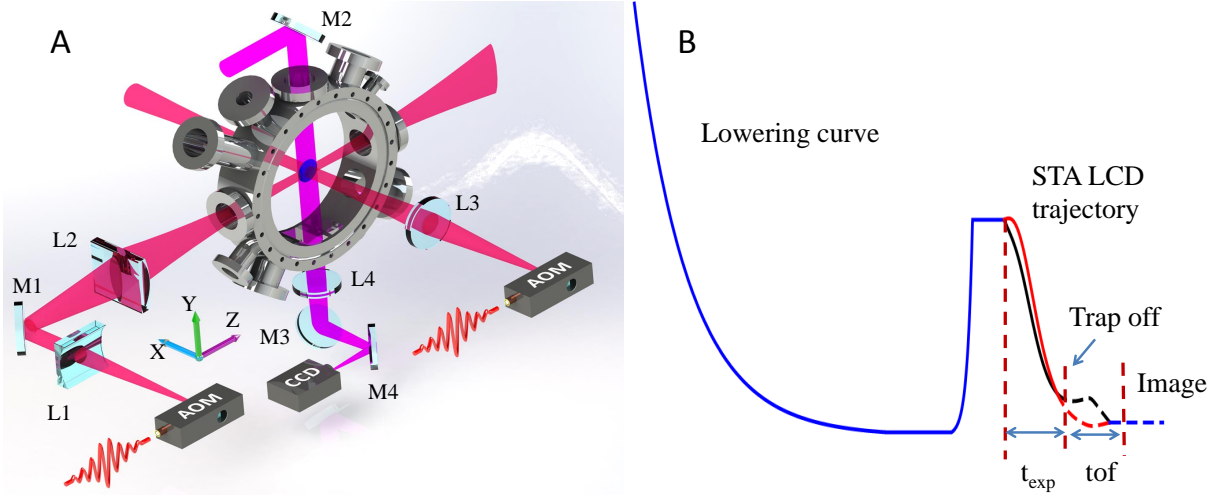 A
M2
L3
L2
M1
Y
Z
X
L4
M3
M4
AOM
CCD
L1
AOM
B
Lowering curve
STA LCD
trajectory
Trap off
Image
t_exp
tof